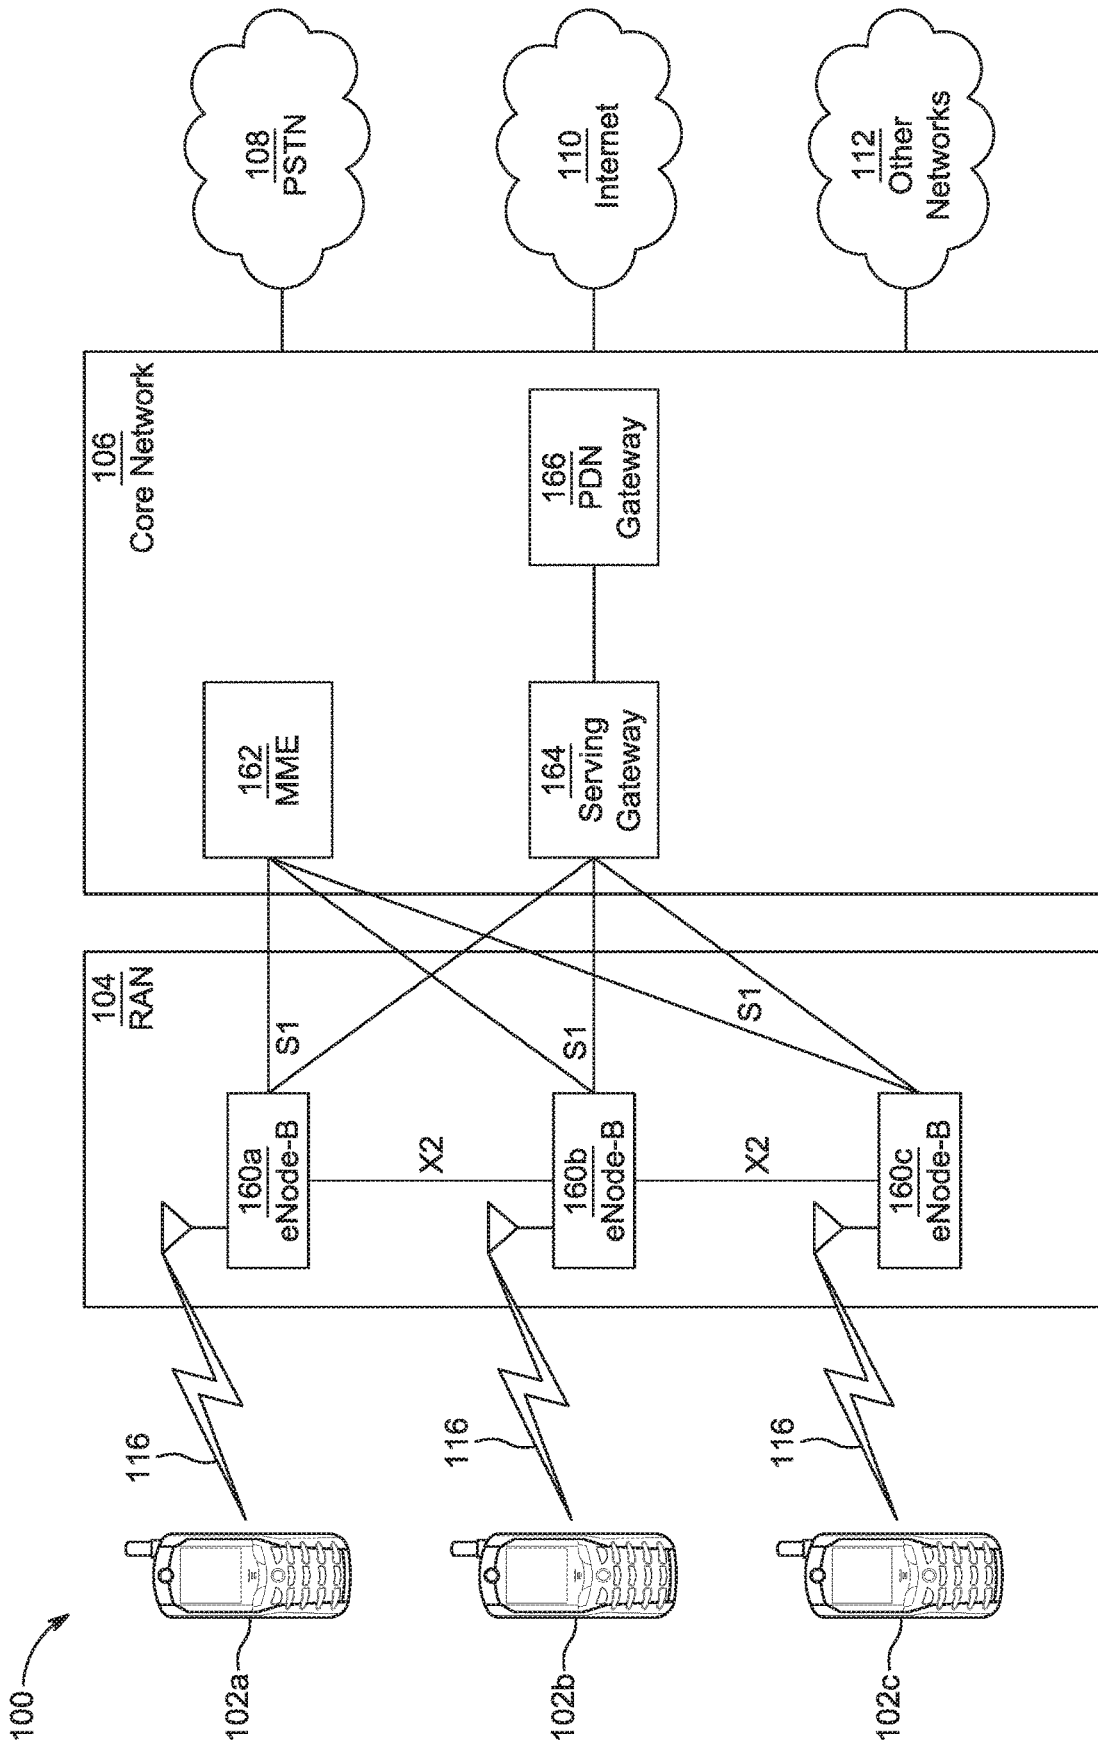 100
102a
102b
102c
116
116
116
104
RAN
160a
eNode-B
160b
eNode-B
160c
eNode-B
X2
X2
S1
S1
S1
106
Core Network
162
MME
164
Serving
Gateway
166
PDN
Gateway
108
PSTN
110
Internet
112
Other
Networks